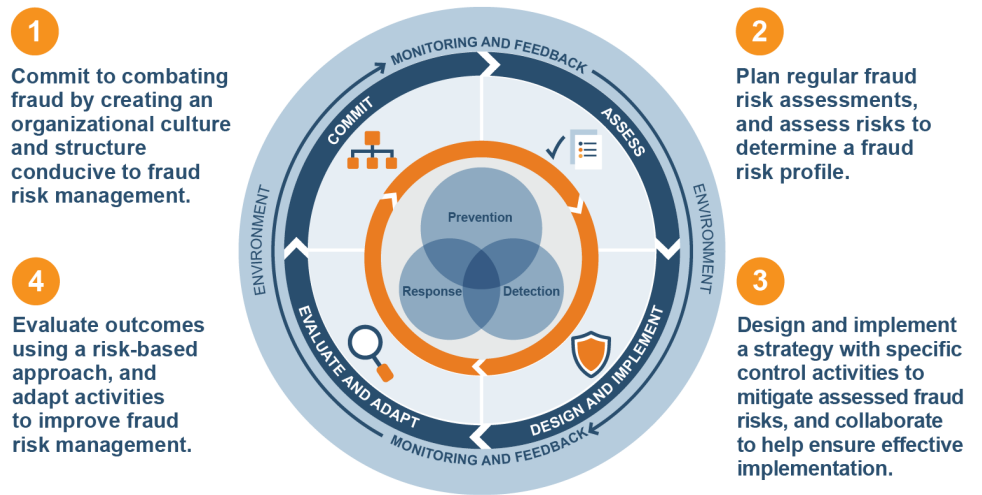 1
Commit to combating
fraud by creating an
organizational culture
and structure
conducive to fraud
risk management.
2
Plan regular fraud
risk assessments,
and assess risks to
determine a fraud
risk profile.
MONITORING AND FEEDBACK
COMMIT
ASSESS
ENVIRONMENT
ENVIRONMENT
Prevention
Response
Detection
EVALUATE AND ADAPT
DESIGN AND IMPLEMENT
MONITORING AND FEEDBACK
4
Evaluate outcomes
using a risk-based
approach, and
adapt activities
to improve fraud
risk management.
3
Design and implement
a strategy with specific
control activities to
mitigate assessed fraud
risks, and collaborate
to help ensure effective
implementation.